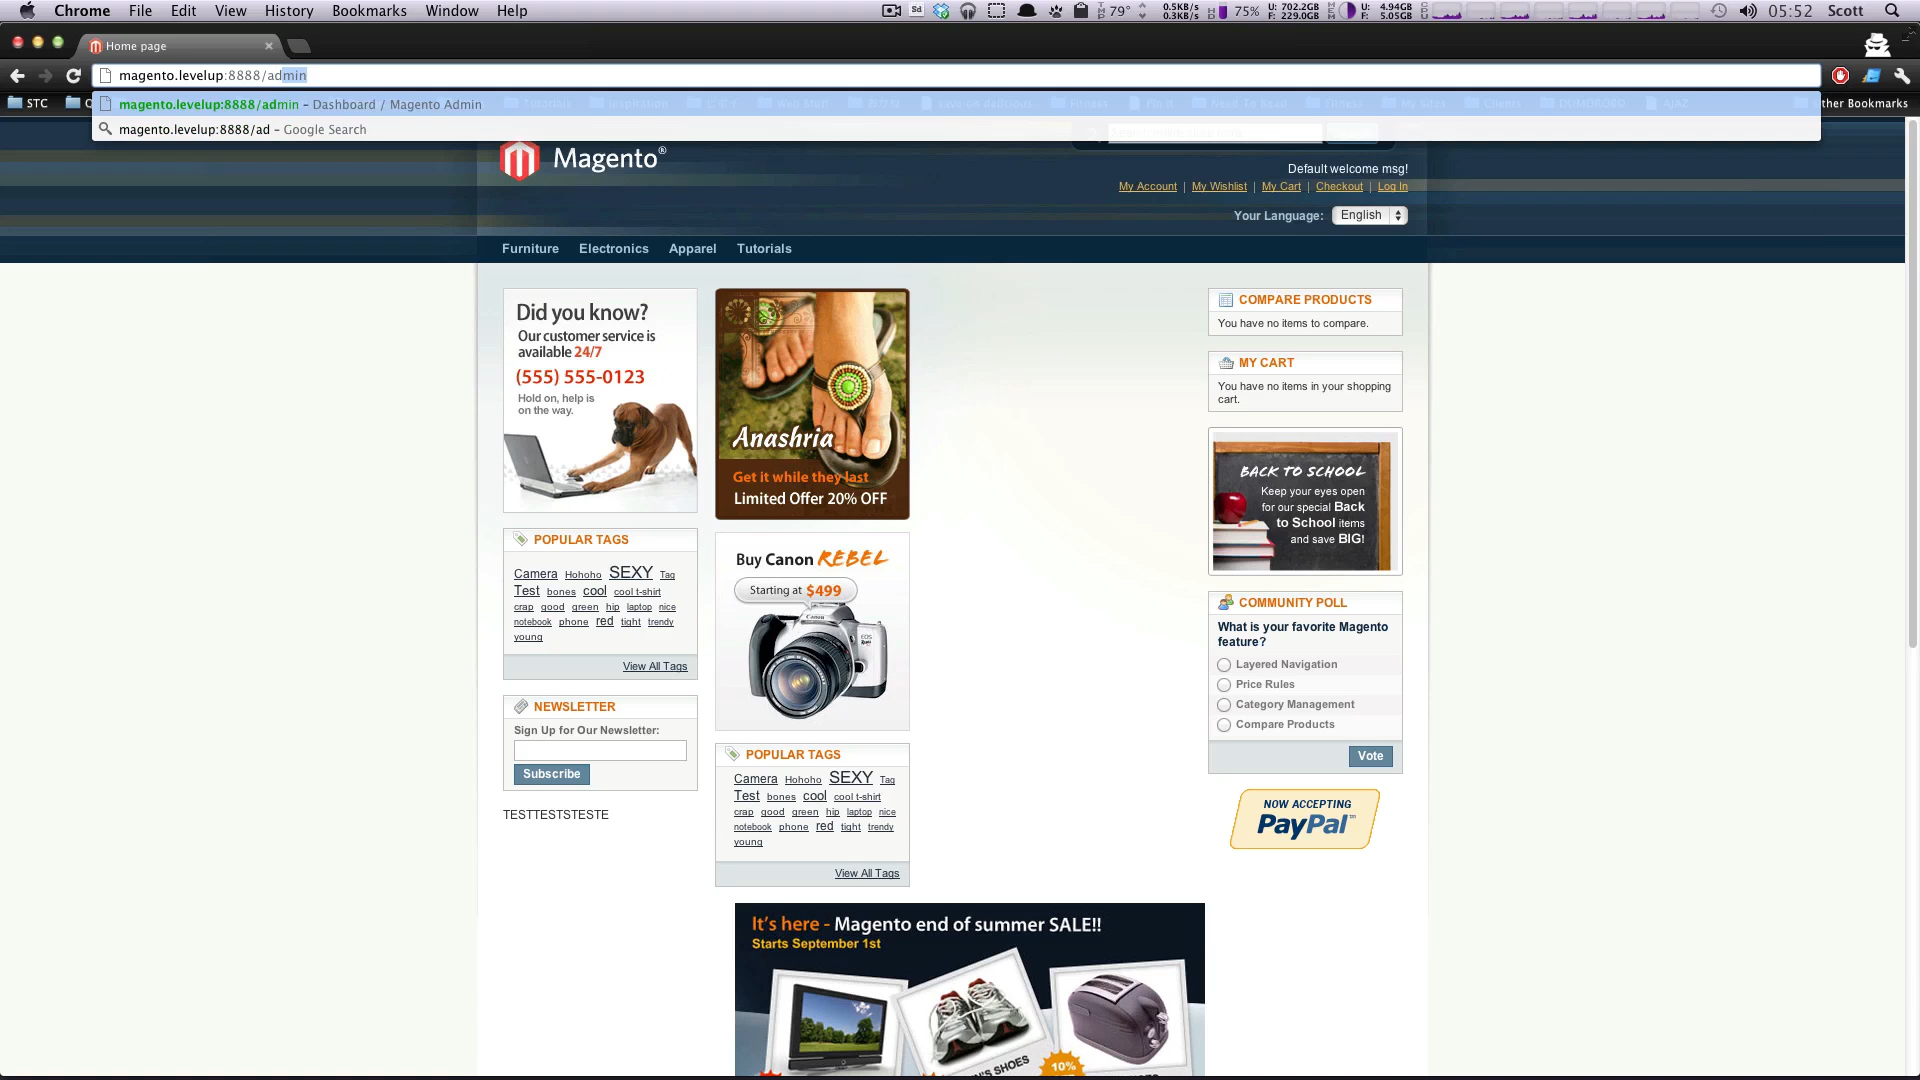 Chrome File Edit View History Bookmarks Window Help
79° 0.5KB/s 0.3KB/s 75% U: 702.2GB F: 229.0GB U: 4.94GB F: 5.05GB 05:52 Scott
Home page
magento.levelup:8888/admin
magento.levelup:8888/admin – Dashboard / Magento Admin
magento.levelup:8888/ad – Google Search
STC
Other Bookmarks
Magento®
Default welcome msg!
My Account | My Wishlist | My Cart | Checkout | Log In
Your Language: English
Furniture Electronics Apparel Tutorials
Did you know?
Our customer service is
available 24/7
(555) 555-0123
Hold on, help is
on the way.
POPULAR TAGS
Camera Hohoho SEXY Tag
Test bones cool cool t-shirt
crap good green hip laptop nice
notebook phone red tight trendy
young
View All Tags
NEWSLETTER
Sign Up for Our Newsletter:
Subscribe
TESTTESTSTESTE
Anashria
Get it while they last
Limited Offer 20% OFF
Buy Canon REBEL
Starting at $499
Canon
EOS
POPULAR TAGS
Camera Hohoho SEXY Tag
Test bones cool cool t-shirt
crap good green hip laptop nice
notebook phone red tight trendy
young
View All Tags
It's here - Magento end of summer SALE!!
Starts September 1st
10%
COMPARE PRODUCTS
You have no items to compare.
MY CART
You have no items in your shopping
cart.
BACK TO SCHOOL
Keep your eyes open
for our special Back
to School items
and save BIG!
COMMUNITY POLL
What is your favorite Magento
feature?
Layered Navigation
Price Rules
Category Management
Compare Products
Vote
NOW ACCEPTING
PayPal™